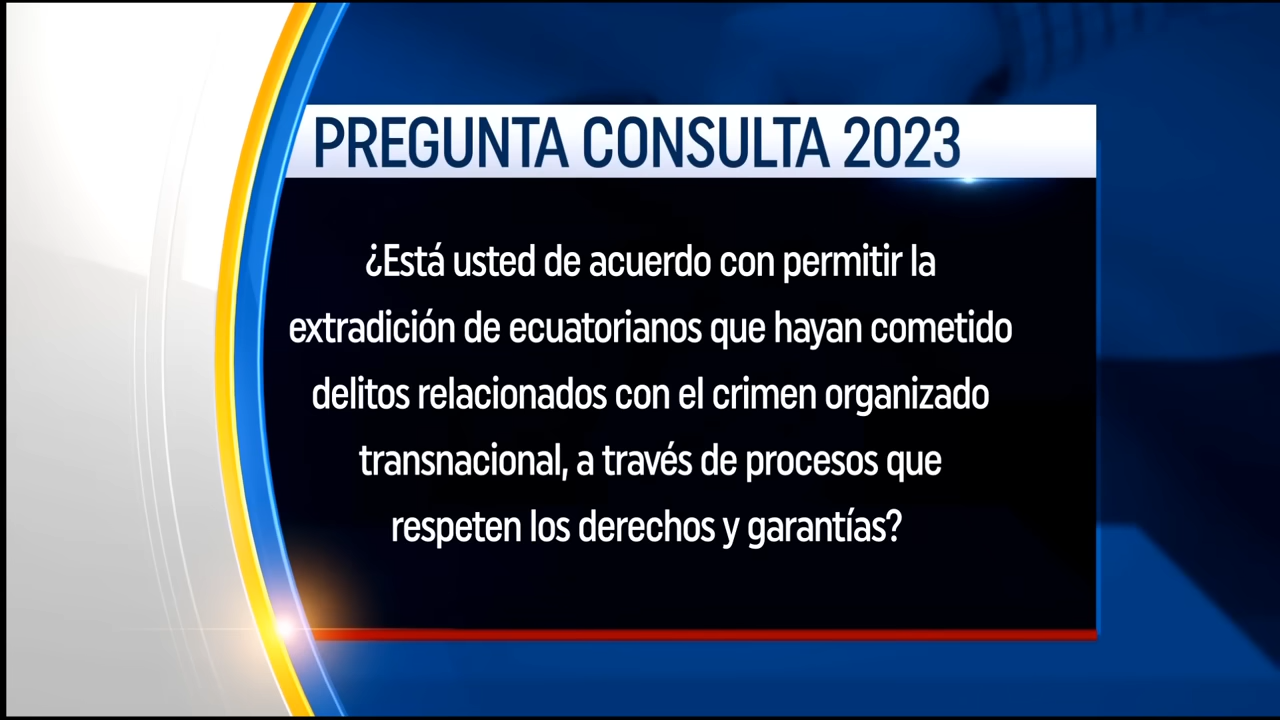 PREGUNTA CONSULTA 2023
¿Está usted de acuerdo con permitir la
extradición de ecuatorianos que hayan cometido
delitos relacionados con el crimen organizado
transnacional, a través de procesos que
respeten los derechos y garantías?